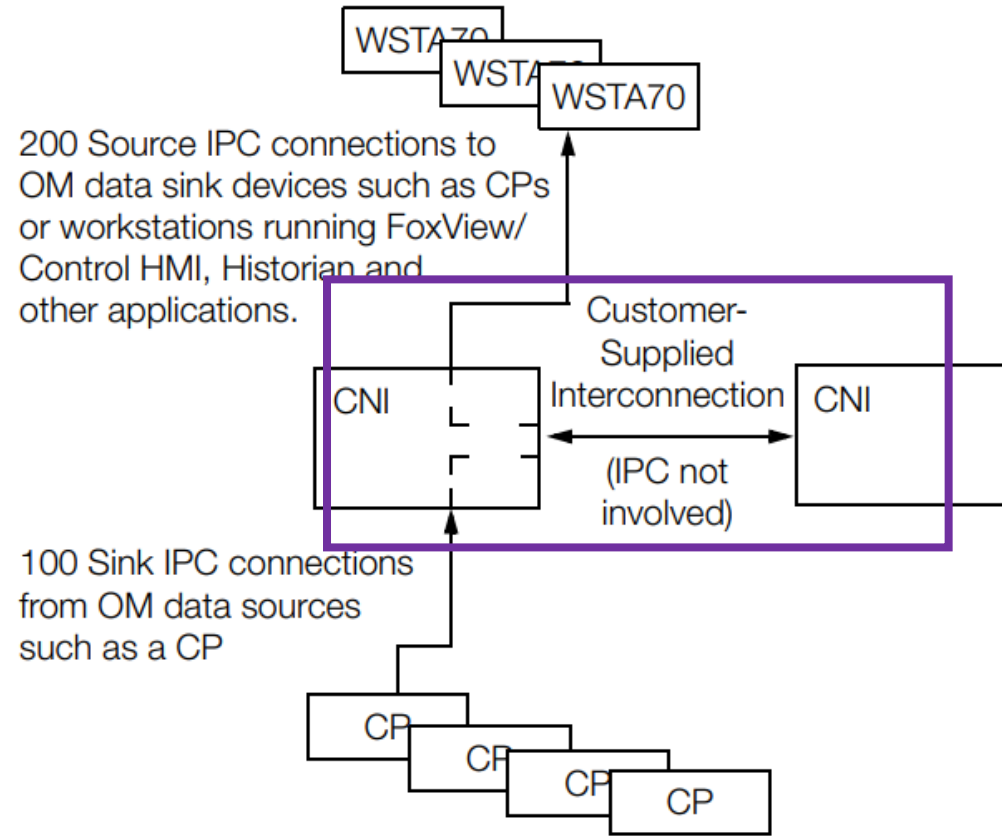 WSTA70
WSTA70
WSTA70
200 Source IPC connections to
OM data sink devices such as CPs
or workstations running FoxView/
Control HMI, Historian and
other applications.
Customer-
Supplied
Interconnection
CNI
CNI
(IPC not
involved)
100 Sink IPC connections
from OM data sources
such as a CP
CP
CP
CP
CP